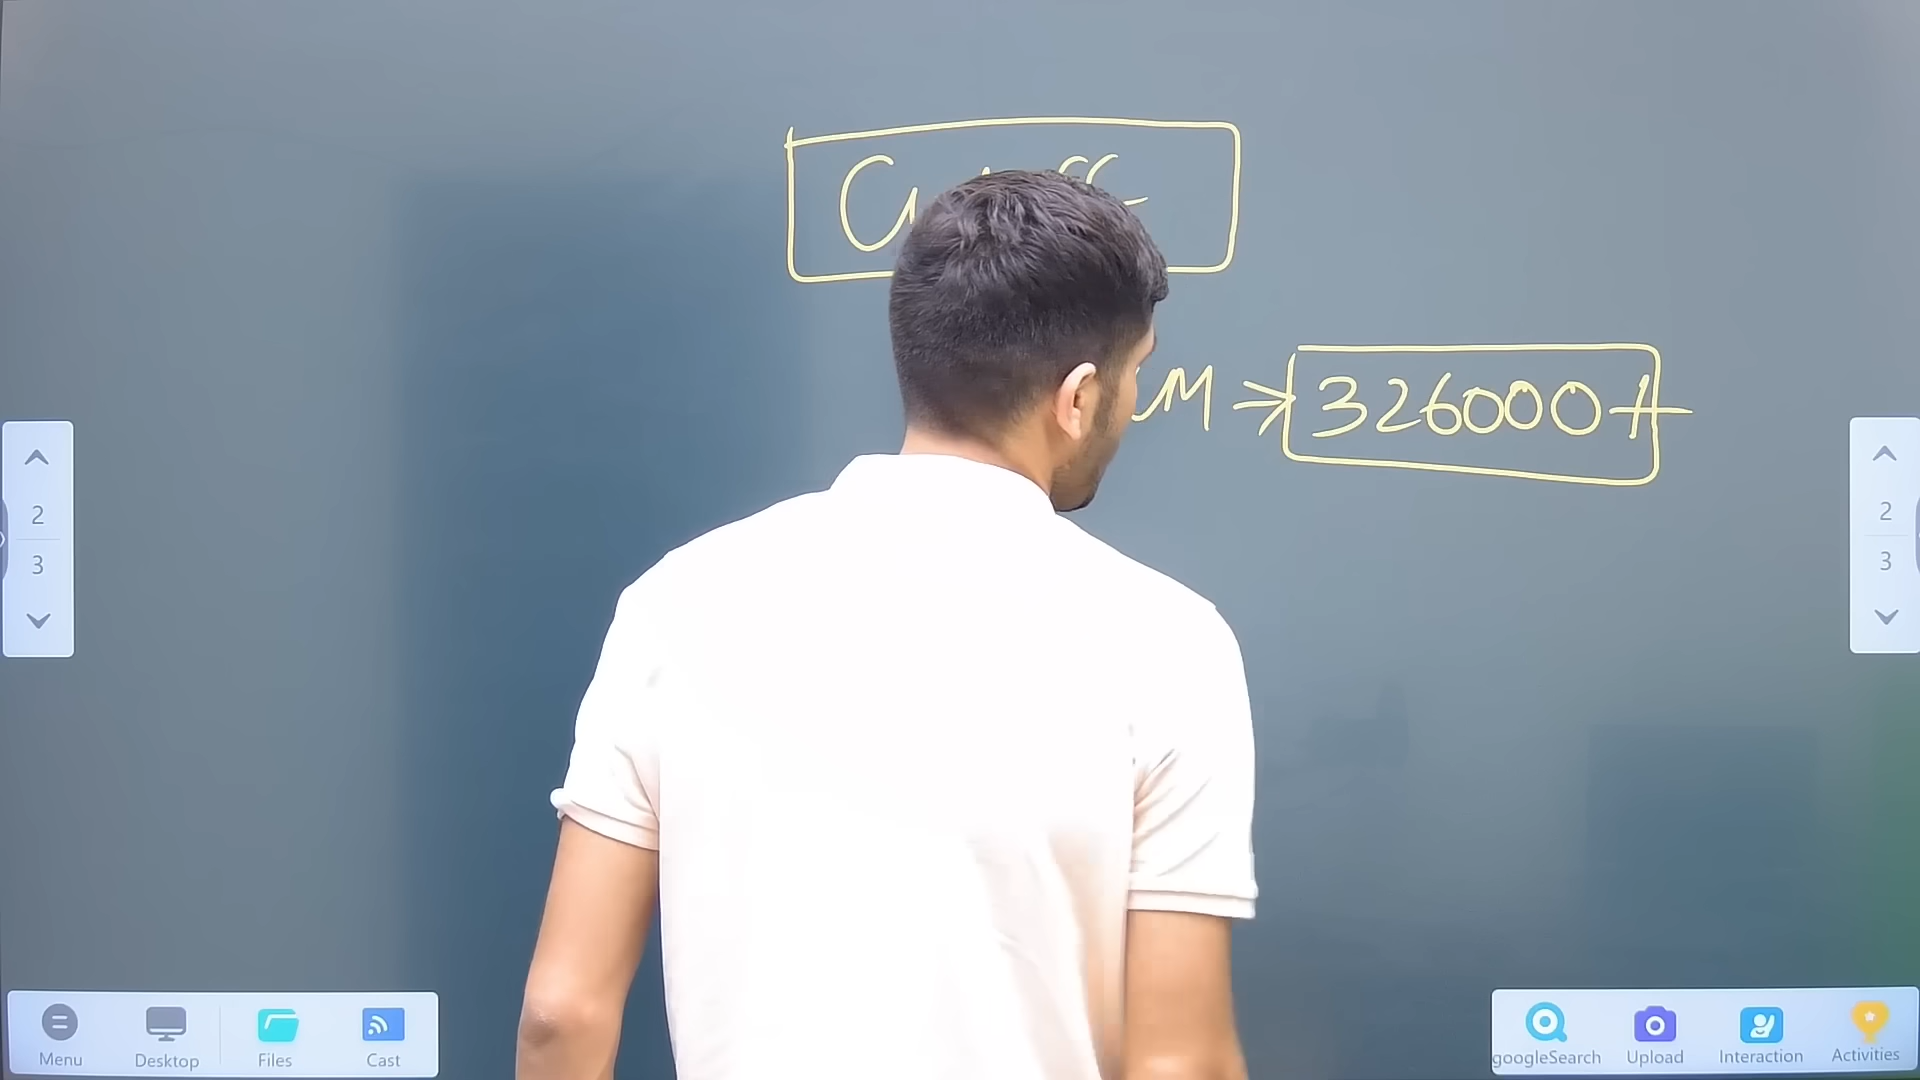 M ⇒ 326000+
2
3
2
3
Menu
Desktop
Files
Cast
googleSearch
Upload
Interaction
Activities